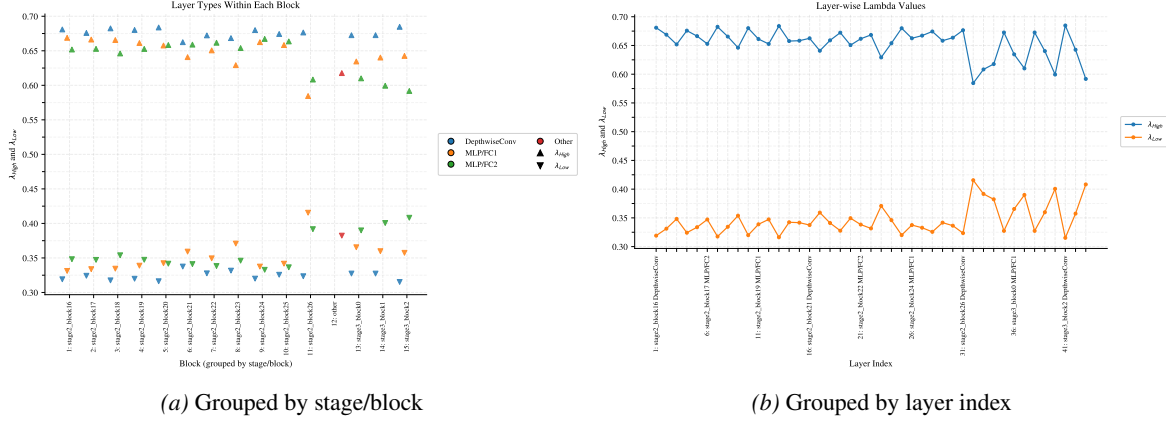 Layer Types Within Each Block
0.70
0.65
0.60
0.55
0.50
0.45
0.40
0.35
0.30
λHigh and λLow
1: stage2_block16
2: stage2_block17
3: stage2_block18
4: stage2_block19
5: stage2_block20
6: stage2_block21
7: stage2_block22
8: stage2_block23
9: stage2_block24
10: stage2_block25
11: stage2_block26
12: other
13: stage3_block0
14: stage3_block1
15: stage3_block2
Block (grouped by stage/block)
DepthwiseConv
MLP/FC1
MLP/FC2
Other
λHigh
λLow
(a) Grouped by stage/block
Layer-wise Lambda Values
0.70
0.65
0.60
0.55
0.50
0.45
0.40
0.35
0.30
λHigh and λLow
1: stage2_block16 DepthwiseConv
6: stage2_block17 MLP/FC2
11: stage2_block19 MLP/FC1
16: stage2_block21 DepthwiseConv
21: stage2_block22 MLP/FC2
26: stage2_block24 MLP/FC1
31: stage2_block26 DepthwiseConv
36: stage3_block0 MLP/FC1
41: stage3_block2 DepthwiseConv
Layer Index
λHigh
λLow
(b) Grouped by layer index